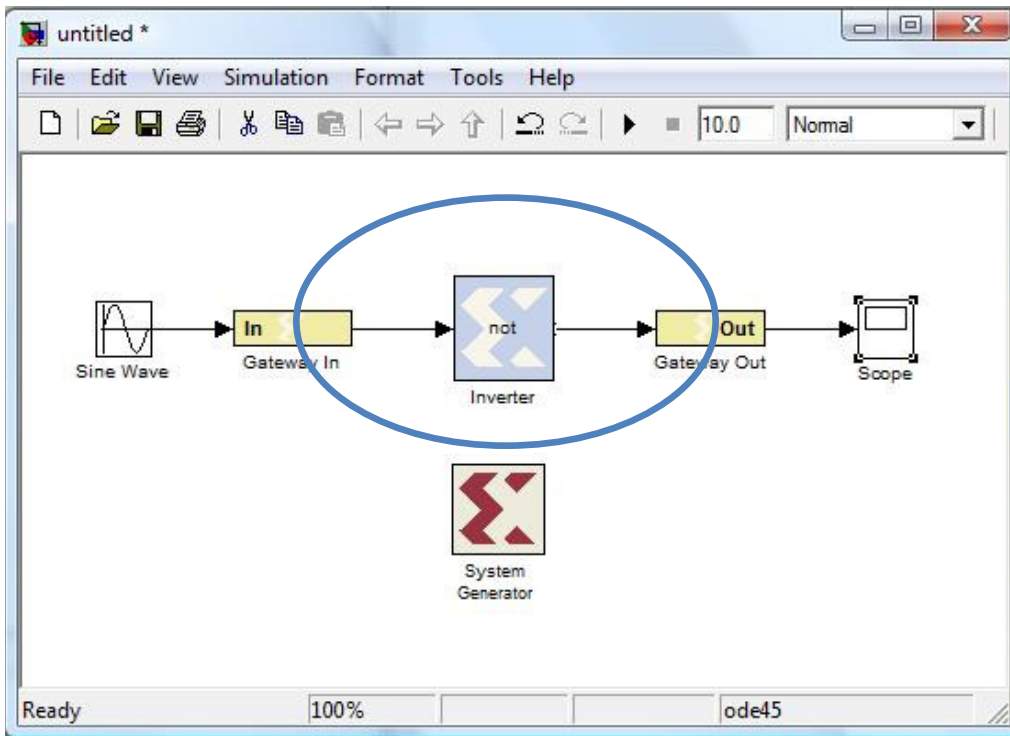 untitled *
File Edit View Simulation Format Tools Help
10.0 Normal
In not Out
Sine Wave Gateway In Inverter Gateway Out Scope
System
Generator
Ready 100% ode45